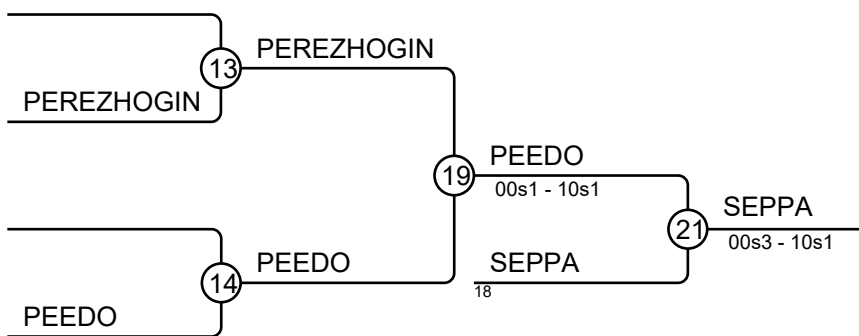 PEREZHOGIN
13
PEREZHOGIN
PEEDO
19
00s1 - 10s1
SEPPA
21
00s3 - 10s1
PEEDO
SEPPA
14
18
PEEDO